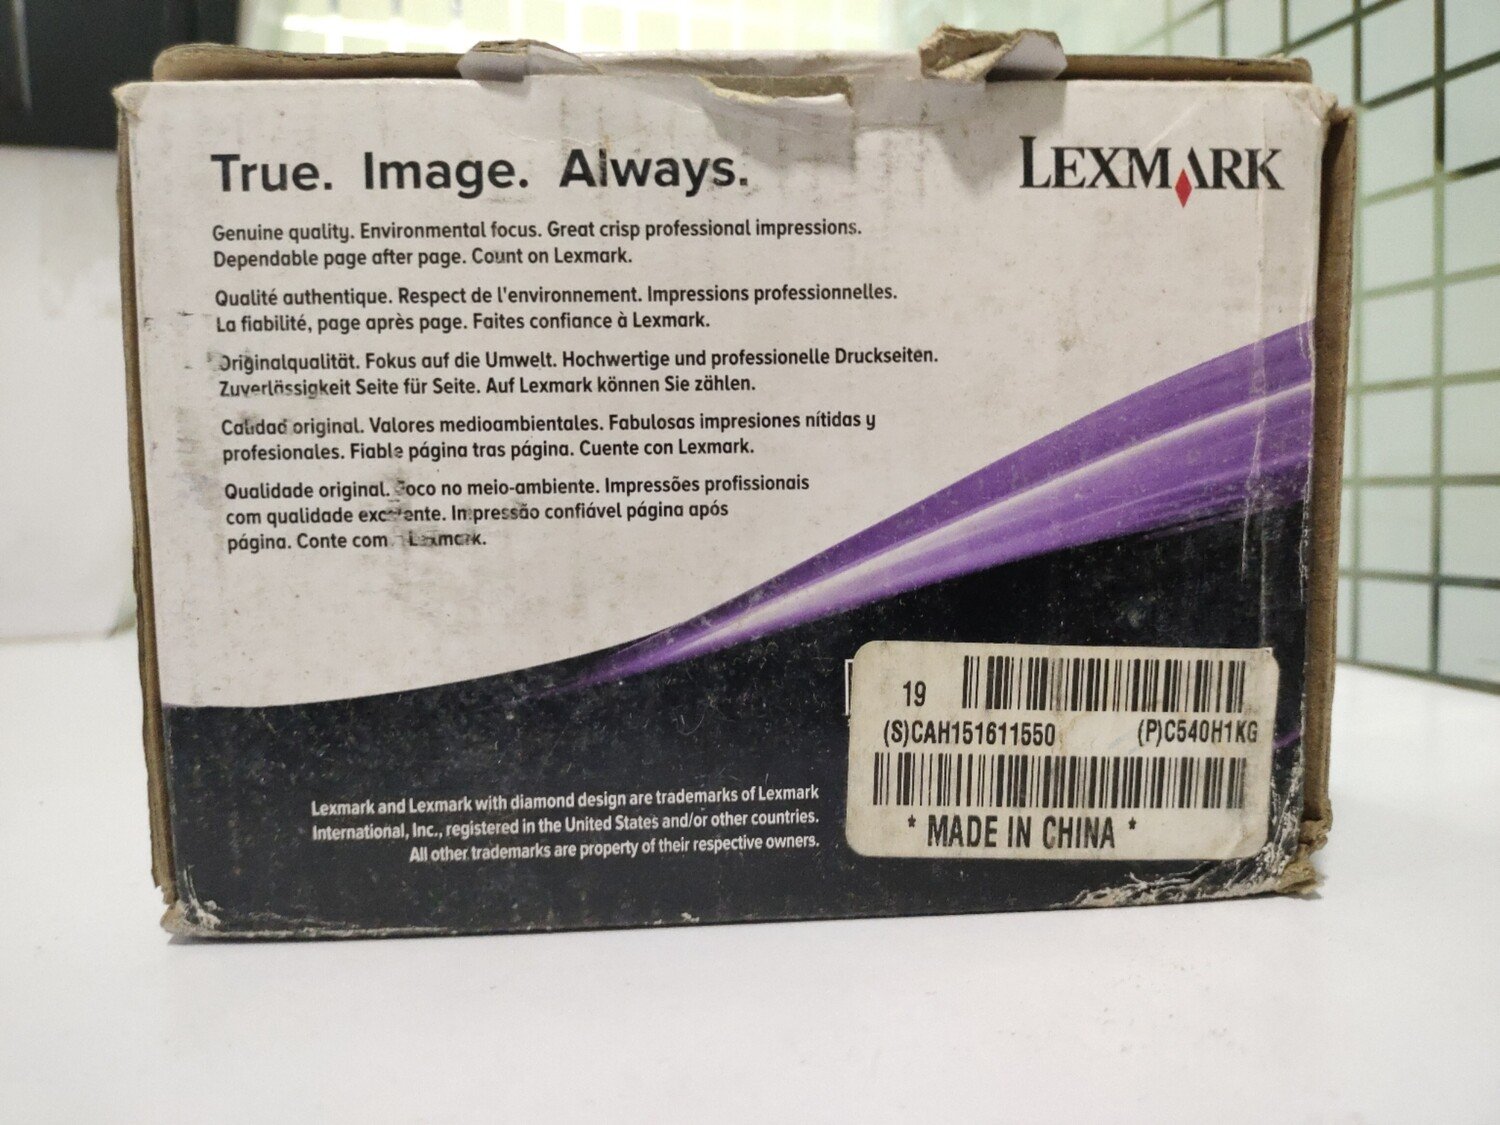 True. Image. Always.
LEXMARK
Genuine quality. Environmental focus. Great crisp professional impressions.
Dependable page after page. Count on Lexmark.
Qualité authentique. Respect de l'environnement. Impressions professionnelles.
La fiabilité, page après page. Faites confiance à Lexmark.
Originalqualität. Fokus auf die Umwelt. Hochwertige und professionelle Druckseiten.
Zuverlässigkeit Seite für Seite. Auf Lexmark können Sie zählen.
Calidad original. Valores medioambientales. Fabulosas impresiones nítidas y
profesionales. Fiable página tras página. Cuente con Lexmark.
Qualidade original. Foco no meio-ambiente. Impressões profissionais
com qualidade excelente. Impressão confiável página após
página. Conte com Lexmark.
Lexmark and Lexmark with diamond design are trademarks of Lexmark
International, Inc., registered in the United States and/or other countries.
All other trademarks are property of their respective owners.
19
(S)CAH151611550 (P)C540H1KG
* MADE IN CHINA *